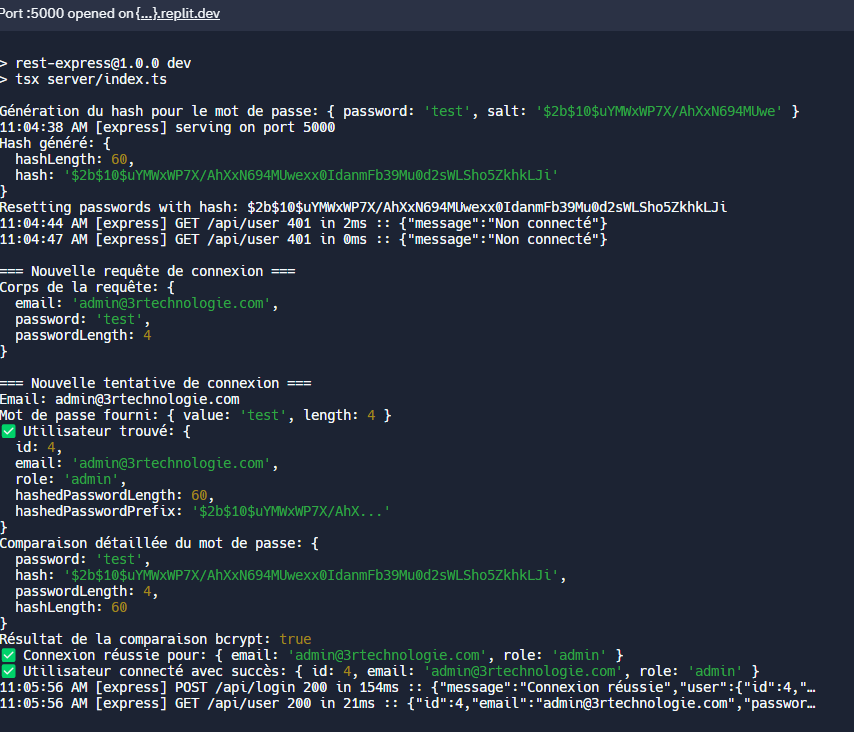 Port :5000 opened on {...}.replit.dev
> rest-express@1.0.0 dev
> tsx server/index.ts
Génération du hash pour le mot de passe: { password: 'test', salt: '$2b$10$uYMWxWP7X/AhXxN694MUwe' }
11:04:38 AM [express] serving on port 5000
Hash généré: {
hashLength: 60,
hash: '$2b$10$uYMWxWP7X/AhXxN694MUwexx0IdanmFb39Mu0d2sWLSho5ZkhkLJi'
}
Resetting passwords with hash: $2b$10$uYMWxWP7X/AhXxN694MUwexx0IdanmFb39Mu0d2sWLSho5ZkhkLJi
11:04:44 AM [express] GET /api/user 401 in 2ms :: {"message":"Non connecté"}
11:04:47 AM [express] GET /api/user 401 in 0ms :: {"message":"Non connecté"}
=== Nouvelle requête de connexion ===
Corps de la requête: {
email: 'admin@3rtechnologie.com',
password: 'test',
passwordLength: 4
}
=== Nouvelle tentative de connexion ===
Email: admin@3rtechnologie.com
Mot de passe fourni: { value: 'test', length: 4 }
✅ Utilisateur trouvé: {
id: 4,
email: 'admin@3rtechnologie.com',
role: 'admin',
hashedPasswordLength: 60,
hashedPasswordPrefix: '$2b$10$uYMWxWP7X/AhX...'
}
Comparaison détaillée du mot de passe: {
password: 'test',
hash: '$2b$10$uYMWxWP7X/AhXxN694MUwexx0IdanmFb39Mu0d2sWLSho5ZkhkLJi',
passwordLength: 4,
hashLength: 60
}
Résultat de la comparaison bcrypt: true
✅ Connexion réussie pour: { email: 'admin@3rtechnologie.com', role: 'admin' }
✅ Utilisateur connecté avec succès: { id: 4, email: 'admin@3rtechnologie.com', role: 'admin' }
11:05:56 AM [express] POST /api/login 200 in 154ms :: {"message":"Connexion réussie","user":{"id":4,"…
11:05:56 AM [express] GET /api/user 200 in 21ms :: {"id":4,"email":"admin@3rtechnologie.com","passwor…